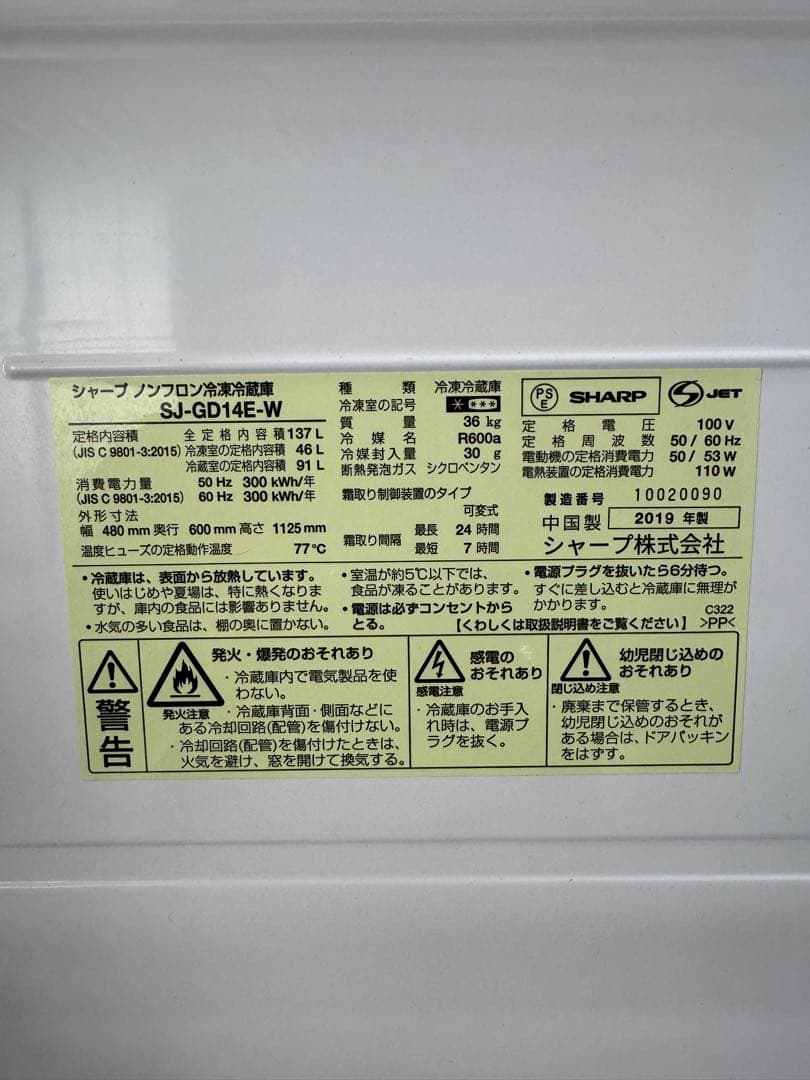 シャープ ノンフロン冷凍冷蔵庫
SJ-GD14E-W
定格内容積 全定格内容積 137 L
(JIS C 9801-3:2015) 冷凍室の定格内容積 46 L
冷蔵室の定格内容積 91 L
消費電力量 50 Hz 300 kWh/年
(JIS C 9801-3:2015) 60 Hz 300 kWh/年
外形寸法
幅 480 mm 奥行 600 mm 高さ 1125 mm
温度ヒューズの定格動作温度 77℃
種類 冷凍冷蔵庫
冷凍室の記号 ****
質量 36 kg
冷媒名 R600a
冷媒封入量 30 g
断熱発泡ガス シクロペンタン
霜取り制御装置のタイプ
可変式
霜取り間隔 最長 24 時間
最短 7 時間
PS
E
SHARP
S JET
定格電圧 100 V
定格周波数 50 / 60 Hz
電動機の定格消費電力 50 / 53 W
電熱装置の定格消費電力 110 W
製造番号 10020090
中国製 2019 年製
シャープ株式会社
・冷蔵庫は、表面から放熱しています。
使いはじめや夏場は、特に熱くなりま
すが、庫内の食品には影響ありません。
・水気の多い食品は、棚の奥に置かない。
・室温が約5℃以下では、
食品が凍ることがあります。
・電源は必ずコンセントから
とる。
・電源プラグを抜いたら6分待つ。
すぐに差し込むと冷蔵庫に無理が
かかります。
C322
【くわしくは取扱説明書をご覧ください】 >PP<
警告
発火・爆発のおそれあり
発火注意
・冷蔵庫内で電気製品を使
わない。
・冷蔵庫背面・側面などに
ある冷却回路(配管)を傷付けない。
・冷却回路(配管)を傷付けたときは、
火気を避け、窓を開けて換気する。
感電の
おそれあり
感電注意
・冷蔵庫のお手入
れ時は、電源プ
ラグを抜く。
幼児閉じ込めの
おそれあり
閉じ込め注意
・廃棄まで保管するとき、
幼児閉じ込めのおそれが
ある場合は、ドアパッキン
をはずす。